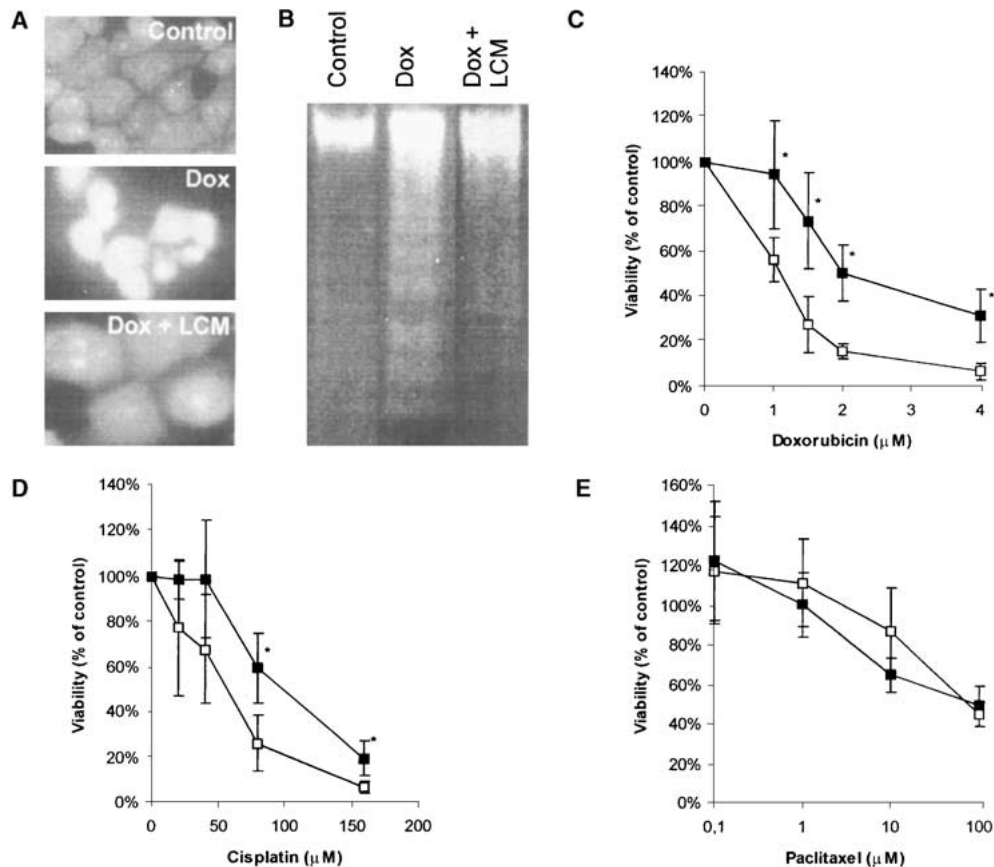 A
Control
Dox
Dox + LCM
B
Control
Dox
Dox +
LCM
C
Viability (% of control)
140%
120%
100%
80%
60%
40%
20%
0%
*
*
*
*
0
1
2
3
4
Doxorubicin (μM)
D
Viability (% of control)
140%
120%
100%
80%
60%
40%
20%
0%
*
*
0
50
100
150
200
Cisplatin (μM)
E
Viability (% of control)
160%
140%
120%
100%
80%
60%
40%
20%
0%
0,1
1
10
100
Paclitaxel (μM)